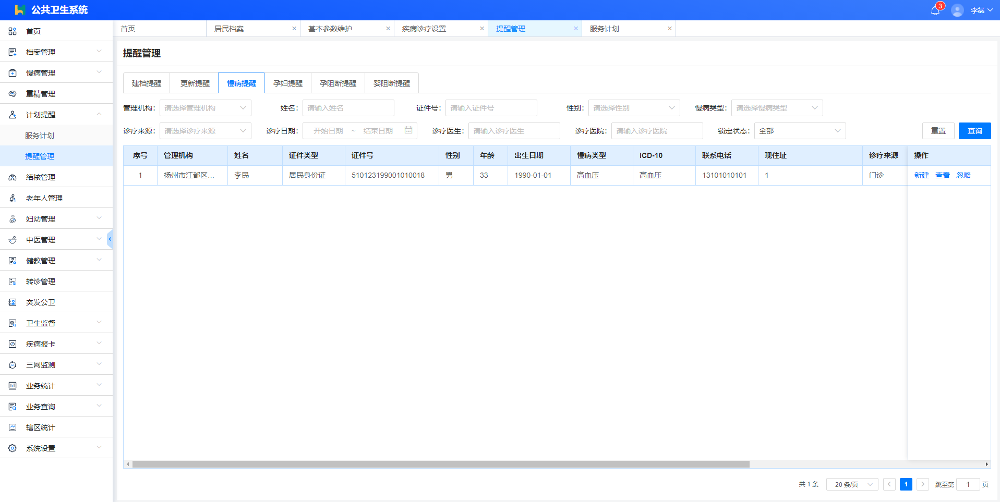 公共卫生系统
3
李磊
首页
档案管理
慢病管理
重精管理
计划提醒
服务计划
提醒管理
结核管理
老年人管理
妇幼管理
中医管理
健教管理
转诊管理
突发公卫
卫生监督
疾病报卡
三网监测
业务统计
业务查询
辖区统计
系统设置
首页 居民档案 基本参数维护 疾病诊疗设置 提醒管理 服务计划
提醒管理
建档提醒 更新提醒 慢病提醒 孕妇提醒 孕阻断提醒 婴阻断提醒
管理机构: 请选择管理机构 姓名: 请输入姓名 证件号: 请输入证件号 性别: 请选择性别 慢病类型: 请选择慢病类型
诊疗来源: 请选择诊疗来源 诊疗日期: 开始日期 ~ 结束日期 诊疗医生: 请输入诊疗医生 诊疗医院: 请输入诊疗医院 锁定状态: 全部 重置 查询
序号 管理机构 姓名 证件类型 证件号 性别 年龄 出生日期 慢病类型 ICD-10 联系电话 现住址 诊疗来源 操作
1 扬州市江都区... 李民 居民身份证 510123199001010018 男 33 1990-01-01 高血压 高血压 13101010101 1 门诊 新建 查看 忽略
共 1 条 20 条/页 1 跳至第 1 页